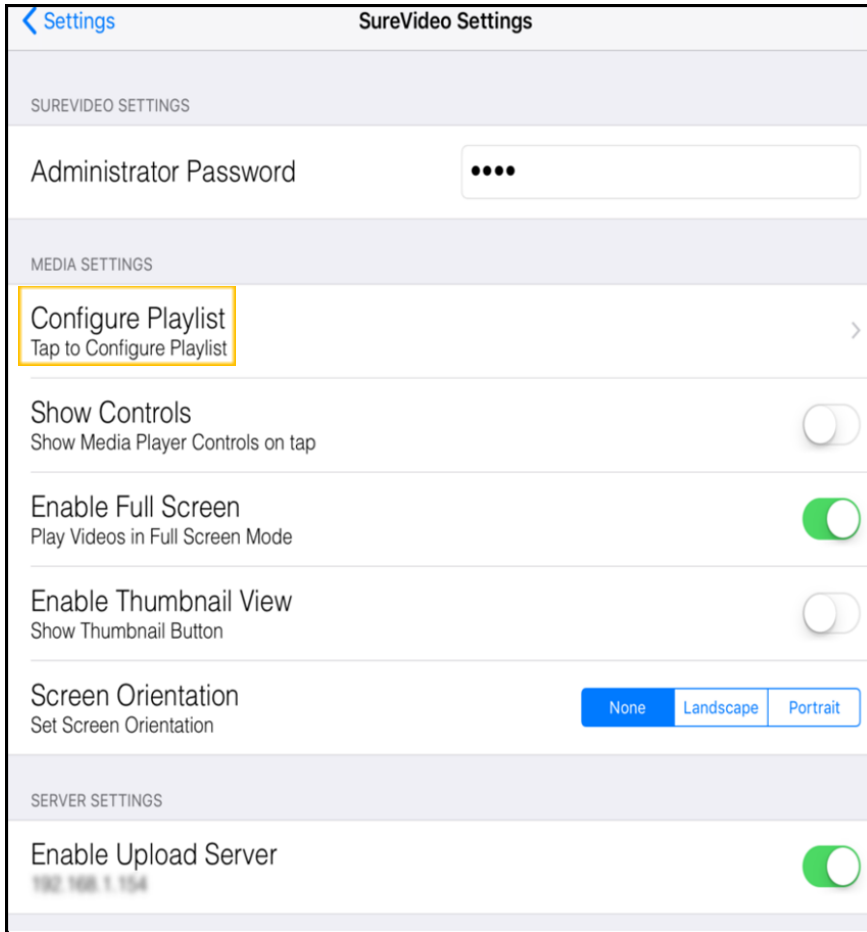 Settings
SureVideo Settings
SUREVIDEO SETTINGS
Administrator Password
••••
MEDIA SETTINGS
Configure Playlist
Tap to Configure Playlist
Show Controls
Show Media Player Controls on tap
Enable Full Screen
Play Videos in Full Screen Mode
Enable Thumbnail View
Show Thumbnail Button
Screen Orientation
None Landscape Portrait
Set Screen Orientation
SERVER SETTINGS
Enable Upload Server